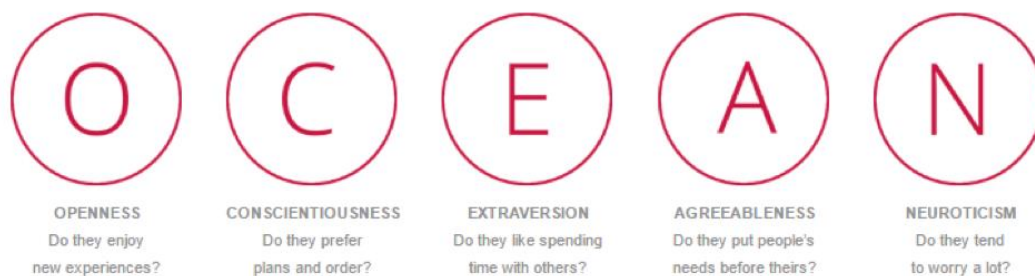 O C E A N
OPENNESS CONSCIENTIOUSNESS EXTRAVERSION AGREEABLENESS NEUROTICISM
Do they enjoy Do they prefer Do they like spending Do they put people's Do they tend
new experiences? plans and order? time with others? needs before theirs? to worry a lot?